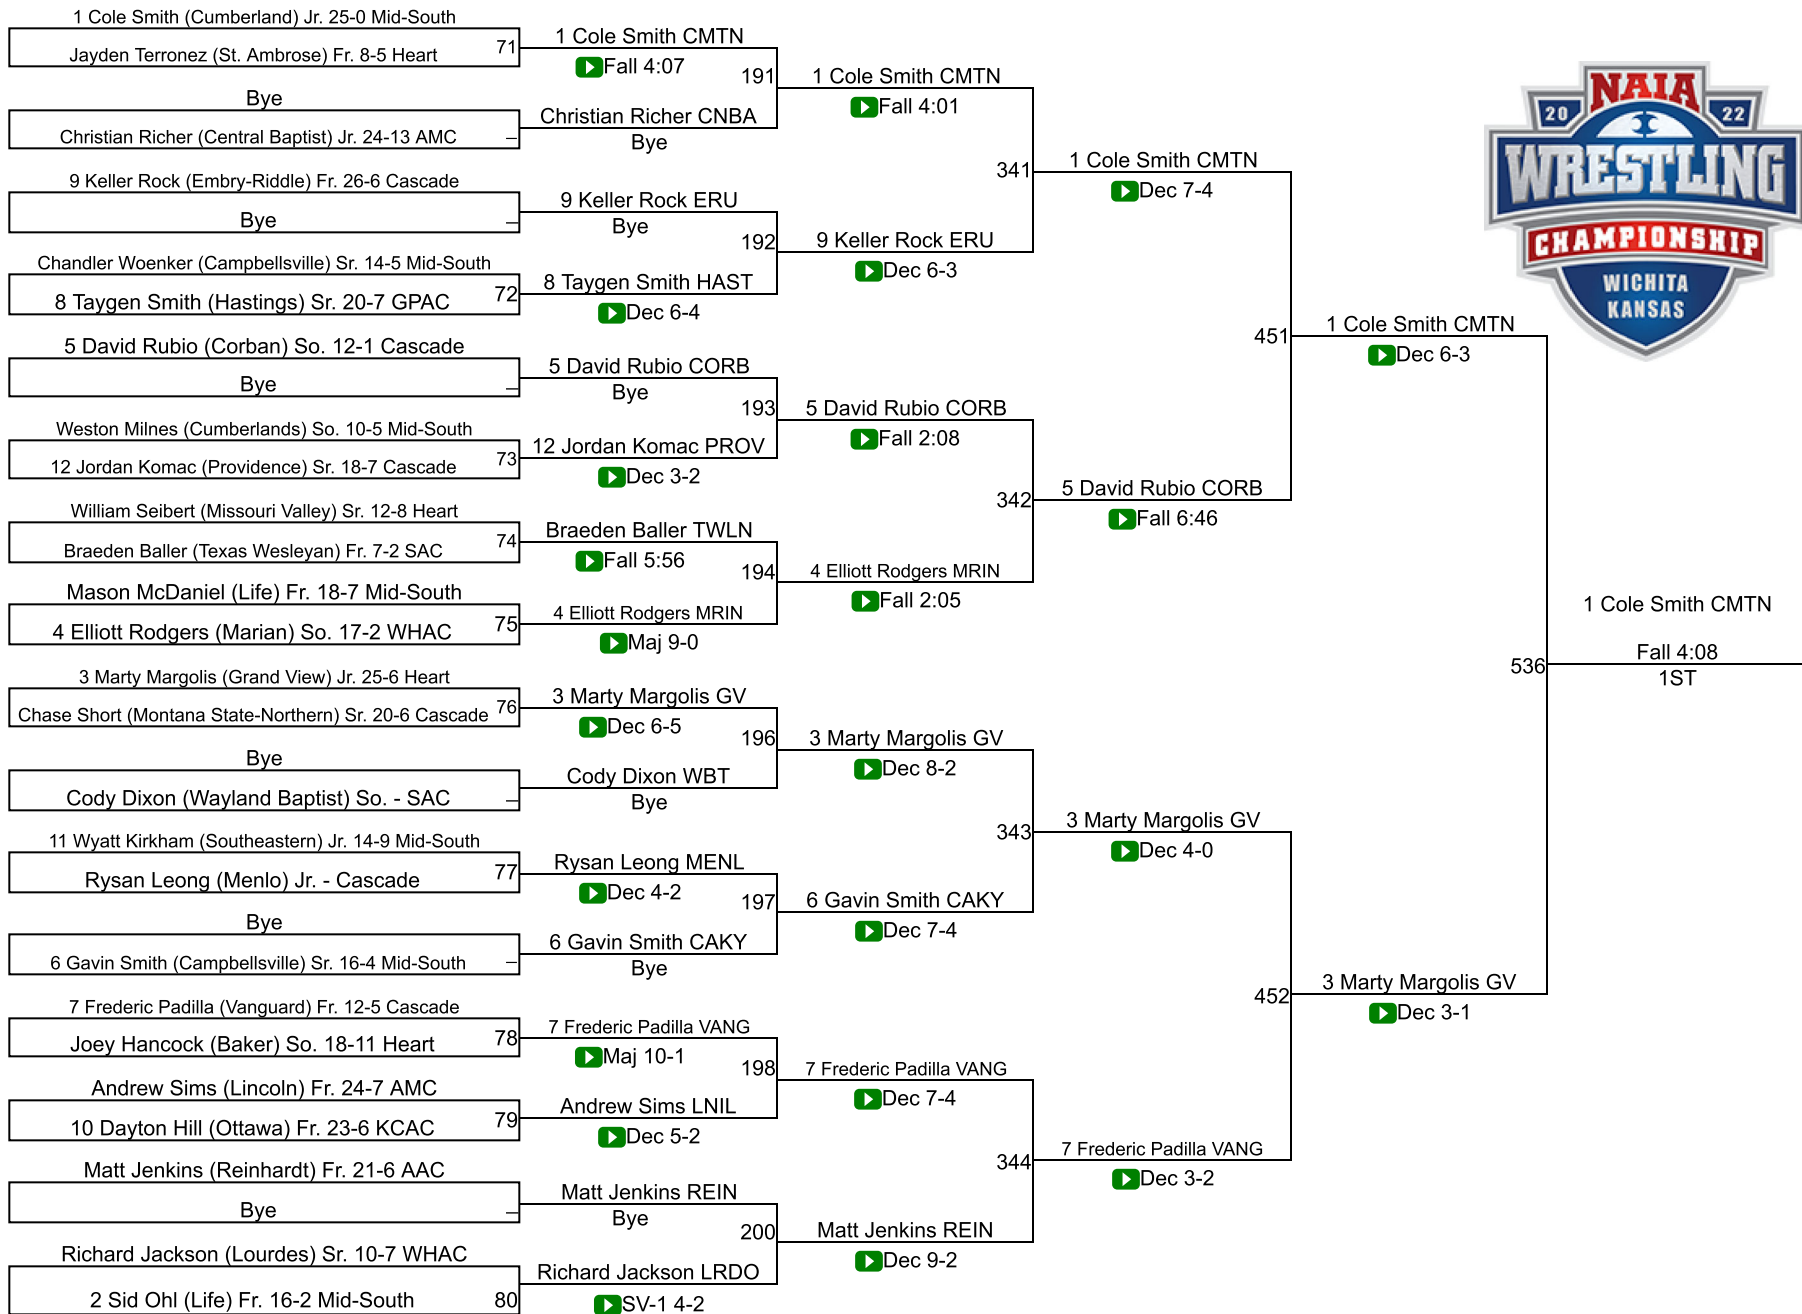 1 Cole Smith (Cumberland) Jr. 25-0 Mid-South
Jayden Terronez (St. Ambrose) Fr. 8-5 Heart
71
Bye
Christian Richer (Central Baptist) Jr. 24-13 AMC
–
9 Keller Rock (Embry-Riddle) Fr. 26-6 Cascade
Bye
–
Chandler Woenker (Campbellsville) Sr. 14-5 Mid-South
8 Taygen Smith (Hastings) Sr. 20-7 GPAC
72
5 David Rubio (Corban) So. 12-1 Cascade
Bye
–
Weston Milnes (Cumberlands) So. 10-5 Mid-South
12 Jordan Komac (Providence) Sr. 18-7 Cascade
73
William Seibert (Missouri Valley) Sr. 12-8 Heart
Braeden Baller (Texas Wesleyan) Fr. 7-2 SAC
74
Mason McDaniel (Life) Fr. 18-7 Mid-South
4 Elliott Rodgers (Marian) So. 17-2 WHAC
75
3 Marty Margolis (Grand View) Jr. 25-6 Heart
Chase Short (Montana State-Northern) Sr. 20-6 Cascade
76
Bye
Cody Dixon (Wayland Baptist) So. - SAC
–
11 Wyatt Kirkham (Southeastern) Jr. 14-9 Mid-South
Rysan Leong (Menlo) Jr. - Cascade
77
Bye
6 Gavin Smith (Campbellsville) Sr. 16-4 Mid-South
–
7 Frederic Padilla (Vanguard) Fr. 12-5 Cascade
Joey Hancock (Baker) So. 18-11 Heart
78
Andrew Sims (Lincoln) Fr. 24-7 AMC
10 Dayton Hill (Ottawa) Fr. 23-6 KCAC
79
Matt Jenkins (Reinhardt) Fr. 21-6 AAC
Bye
–
Richard Jackson (Lourdes) Sr. 10-7 WHAC
2 Sid Ohl (Life) Fr. 16-2 Mid-South
80
1 Cole Smith CMTN
Fall 4:07
191
Christian Richer CNBA
Bye
9 Keller Rock ERU
Bye
192
8 Taygen Smith HAST
Dec 6-4
5 David Rubio CORB
Bye
193
12 Jordan Komac PROV
Dec 3-2
Braeden Baller TWLN
Fall 5:56
194
4 Elliott Rodgers MRIN
Maj 9-0
3 Marty Margolis GV
Dec 6-5
196
Cody Dixon WBT
Bye
Rysan Leong MENL
Dec 4-2
197
6 Gavin Smith CAKY
Bye
7 Frederic Padilla VANG
Maj 10-1
198
Andrew Sims LNIL
Dec 5-2
Matt Jenkins REIN
Bye
200
Richard Jackson LRDO
SV-1 4-2
1 Cole Smith CMTN
Fall 4:01
341
9 Keller Rock ERU
Dec 6-3
5 David Rubio CORB
Fall 2:08
342
4 Elliott Rodgers MRIN
Fall 2:05
3 Marty Margolis GV
Dec 8-2
343
6 Gavin Smith CAKY
Dec 7-4
7 Frederic Padilla VANG
Dec 7-4
344
Matt Jenkins REIN
Dec 9-2
1 Cole Smith CMTN
Dec 7-4
451
5 David Rubio CORB
Fall 6:46
3 Marty Margolis GV
Dec 4-0
452
7 Frederic Padilla VANG
Dec 3-2
1 Cole Smith CMTN
Dec 6-3
536
3 Marty Margolis GV
Dec 3-1
1 Cole Smith CMTN
Fall 4:08
1ST
NAIA
20 22
WRESTLING
CHAMPIONSHIP
WICHITA
KANSAS